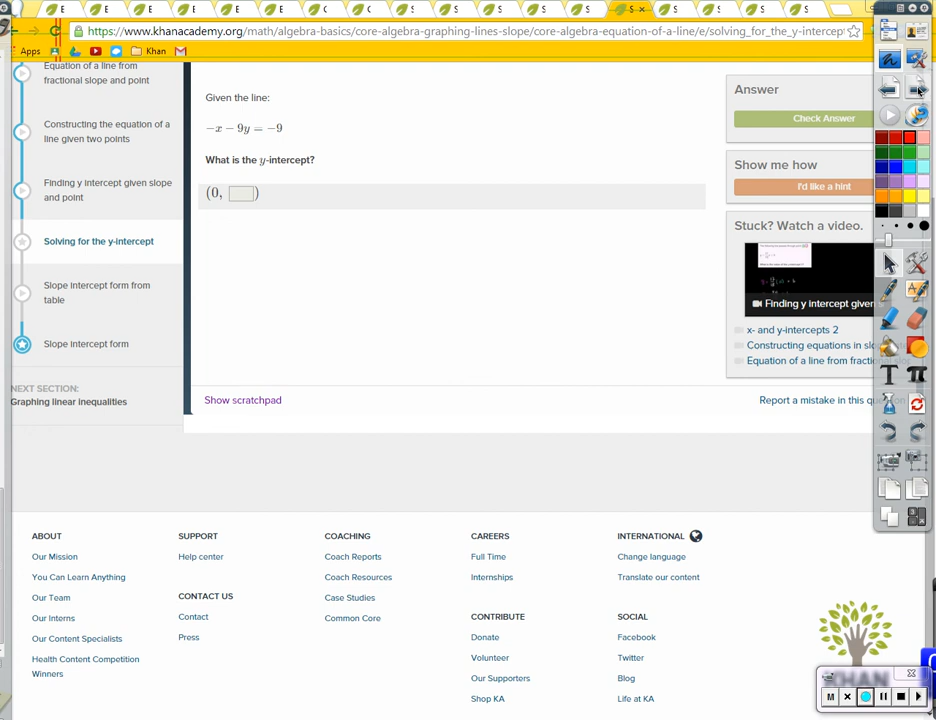 E
E
E
E
E
E
C
C
S
S
S
S
S
S
S
S
S
https://www.khanacademy.org/math/algebra-basics/core-algebra-graphing-lines-slope/core-algebra-equation-of-a-line/e/solving_for_the_y-intercept
Apps
Khan
Equation of a line from
fractional slope and point
Constructing the equation of a
line given two points
Finding y intercept given slope
and point
Solving for the y-intercept
Slope intercept form from
table
Slope intercept form
NEXT SECTION:
Graphing linear inequalities
Given the line:
−x − 9y = −9
What is the y-intercept?
(0, )
Show scratchpad
Report a mistake in this
Answer
Check Answer
Show me how
I'd like a hint
Stuck? Watch a video.
Finding y intercept given
x- and y-intercepts 2
Constructing equations in
Equation of a line from
ABOUT
Our Mission
You Can Learn Anything
Our Team
Our Interns
Our Content Specialists
Health Content Competition
Winners
SUPPORT
Help center
CONTACT US
Contact
Press
COACHING
Coach Reports
Coach Resources
Case Studies
Common Core
CAREERS
Full Time
Internships
CONTRIBUTE
Donate
Volunteer
Our Supporters
Shop KA
INTERNATIONAL
Change language
Translate our content
SOCIAL
Facebook
Twitter
Blog
Life at KA
KHAN
M
T
π